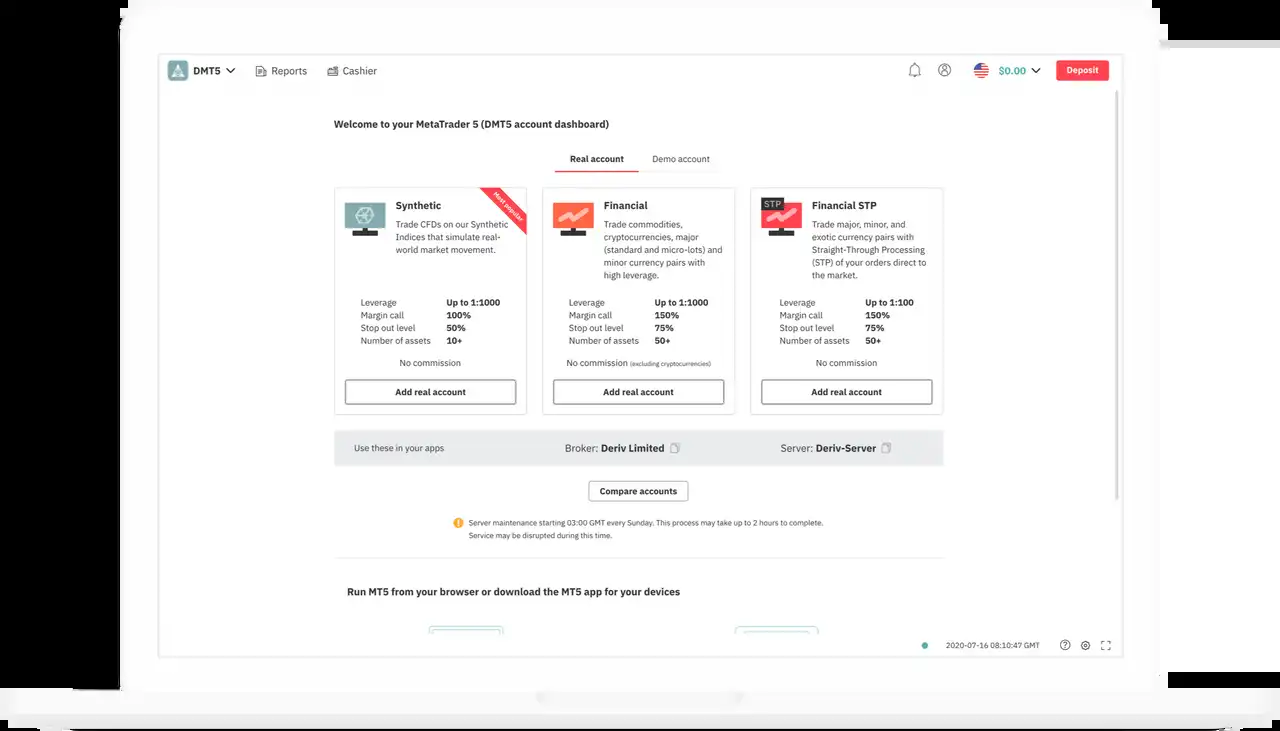 DMT5
Reports
Cashier
$0.00
Deposit
Welcome to your MetaTrader 5 (DMT5 account dashboard)
Real account
Demo account
Most popular
Synthetic
Trade CFDs on our Synthetic
Indices that simulate real-
world market movement.
Leverage Up to 1:1000
Margin call 100%
Stop out level 50%
Number of assets 10+
No commission
Add real account
Financial
Trade commodities,
cryptocurrencies, major
(standard and micro-lots) and
minor currency pairs with
high leverage.
Leverage Up to 1:1000
Margin call 150%
Stop out level 75%
Number of assets 50+
No commission (excluding cryptocurrencies)
Add real account
STP
Financial STP
Trade major, minor, and
exotic currency pairs with
Straight-Through Processing
(STP) of your orders direct to
the market.
Leverage Up to 1:100
Margin call 150%
Stop out level 75%
Number of assets 50+
No commission
Add real account
Use these in your apps
Broker: Deriv Limited
Server: Deriv-Server
Compare accounts
Server maintenance starting 03:00 GMT every Sunday. This process may take up to 2 hours to complete.
Service may be disrupted during this time.
Run MT5 from your browser or download the MT5 app for your devices
2020-07-16 08:10:47 GMT